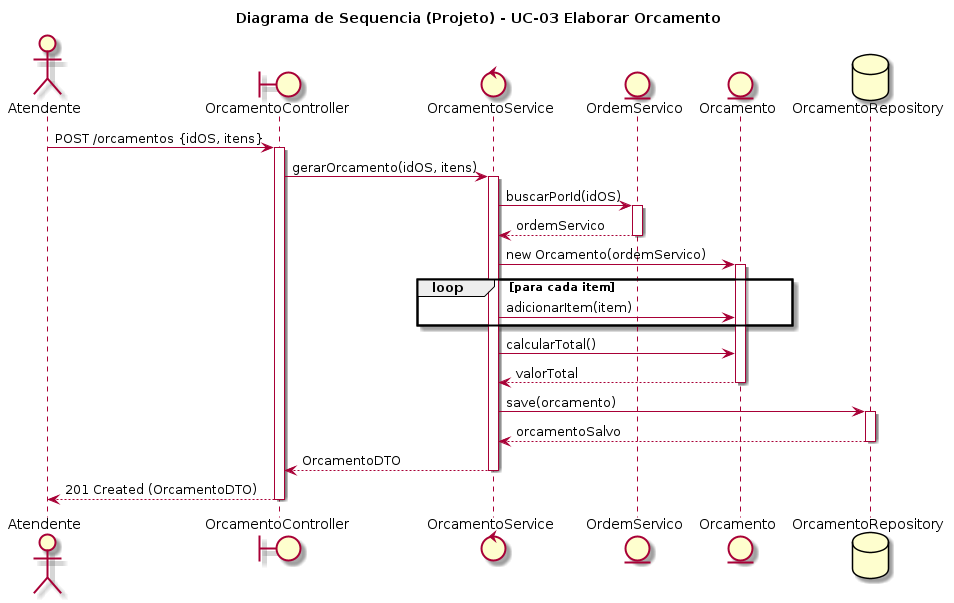 Diagrama de Sequencia (Projeto) - UC-03 Elaborar Orcamento
Atendente
OrcamentoController
OrcamentoService
OrdemServico
Orcamento
OrcamentoRepository
POST /orcamentos {idOS, itens}
gerarOrcamento(idOS, itens)
buscarPorId(idOS)
ordemServico
new Orcamento(ordemServico)
loop
[para cada item]
adicionarItem(item)
calcularTotal()
valorTotal
save(orcamento)
orcamentoSalvo
OrcamentoDTO
201 Created (OrcamentoDTO)
Atendente
OrcamentoController
OrcamentoService
OrdemServico
Orcamento
OrcamentoRepository